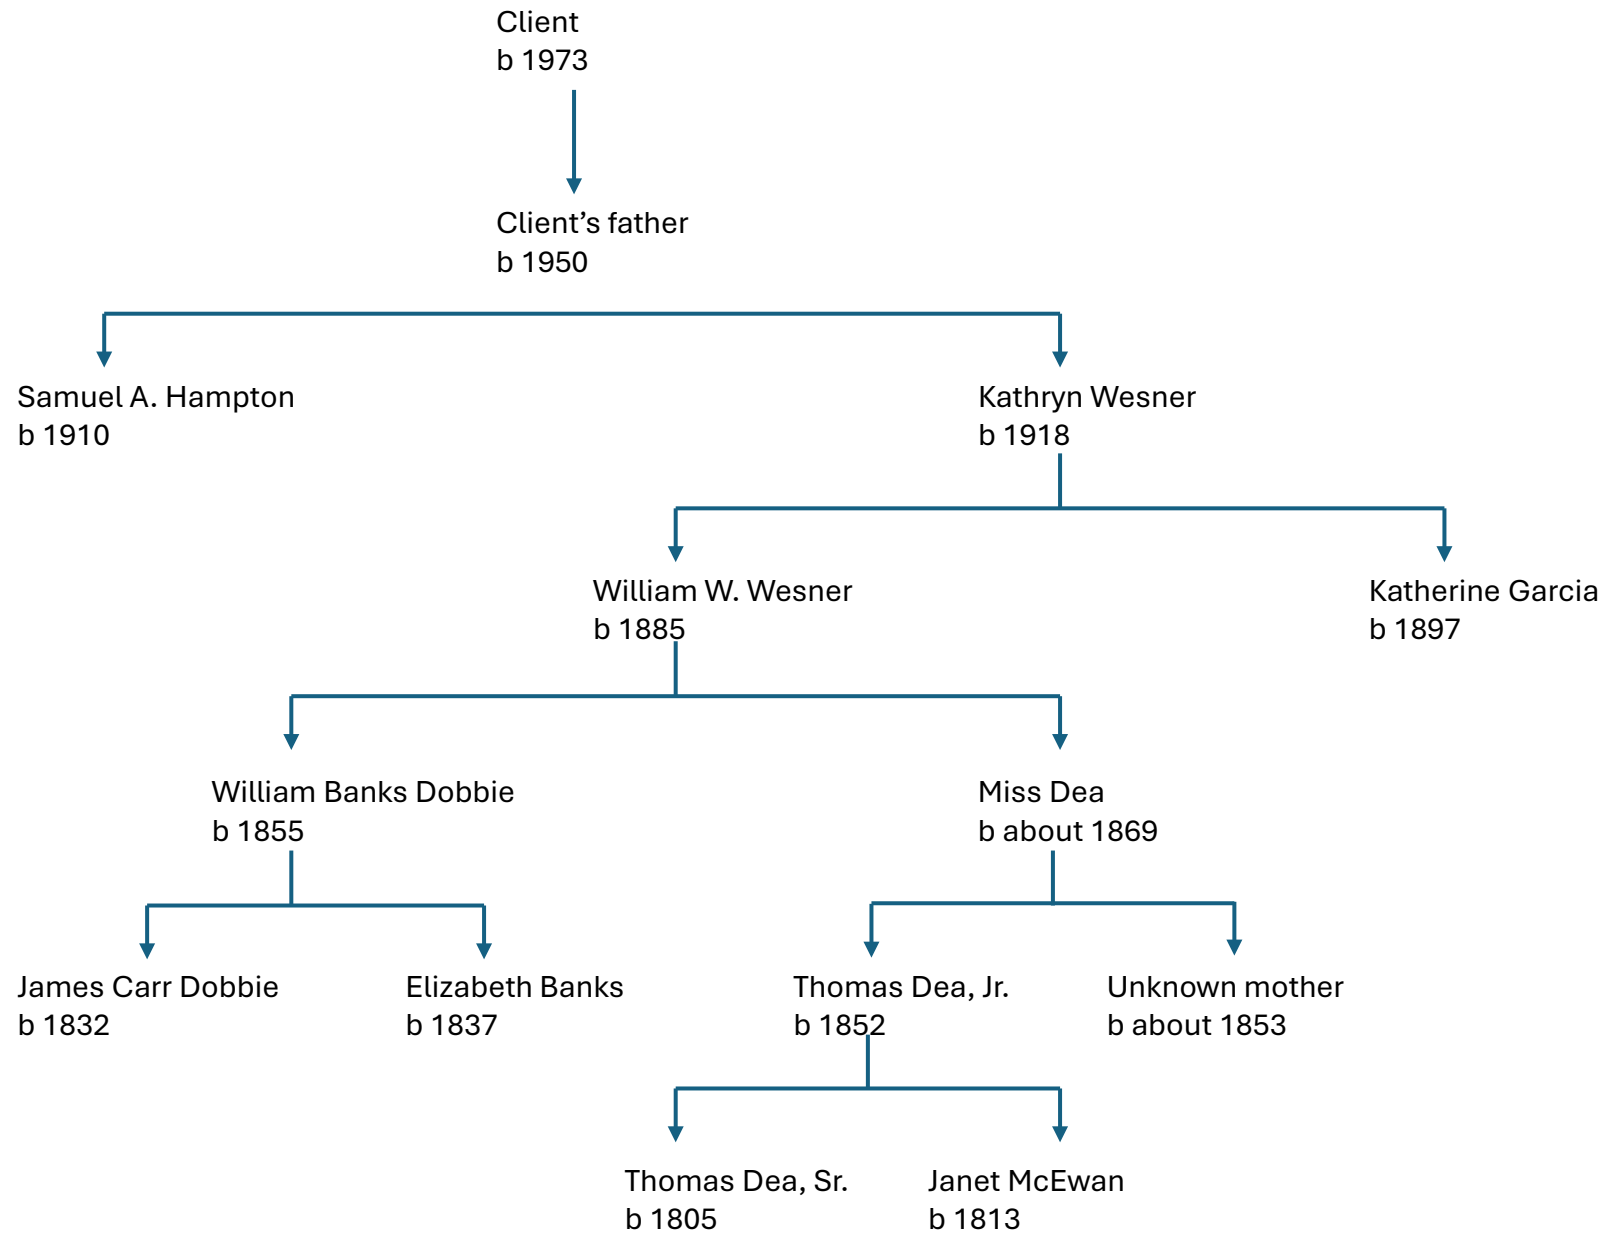 Client
b 1973
Client’s father
b 1950
Samuel A. Hampton
b 1910
Kathryn Wesner
b 1918
William W. Wesner
b 1885
Katherine Garcia
b 1897
William Banks Dobbie
b 1855
Miss Dea
b about 1869
James Carr Dobbie
b 1832
Elizabeth Banks
b 1837
Thomas Dea, Jr.
b 1852
Unknown mother
b about 1853
Thomas Dea, Sr.
b 1805
Janet McEwan
b 1813